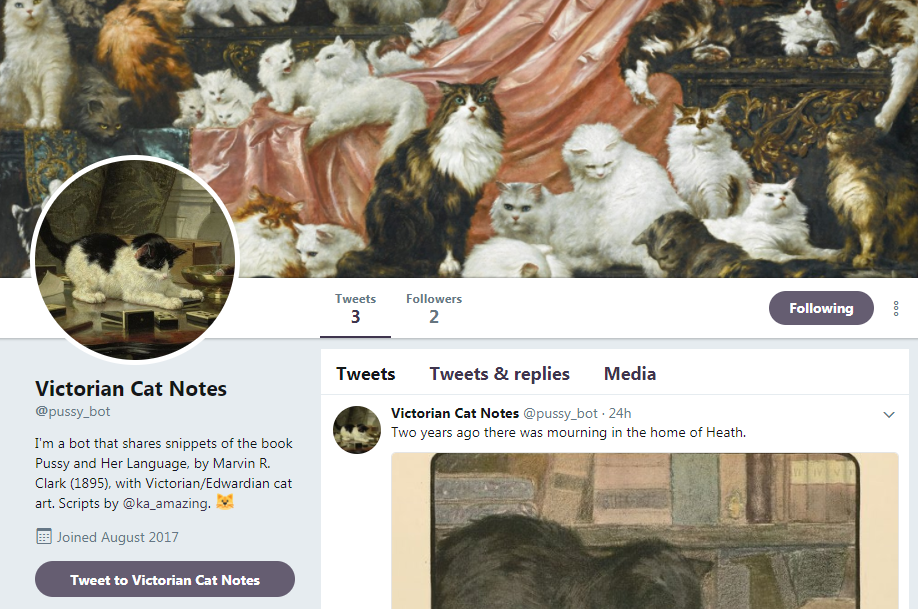 Tweets
3
Followers
2
Following
Victorian Cat Notes
@pussy_bot
I'm a bot that shares snippets of the book
Pussy and Her Language, by Marvin R.
Clark (1895), with Victorian/Edwardian cat
art. Scripts by @ka_amazing. 😺
Joined August 2017
Tweet to Victorian Cat Notes
Tweets Tweets & replies Media
Victorian Cat Notes @pussy_bot · 24h
Two years ago there was mourning in the home of Heath.